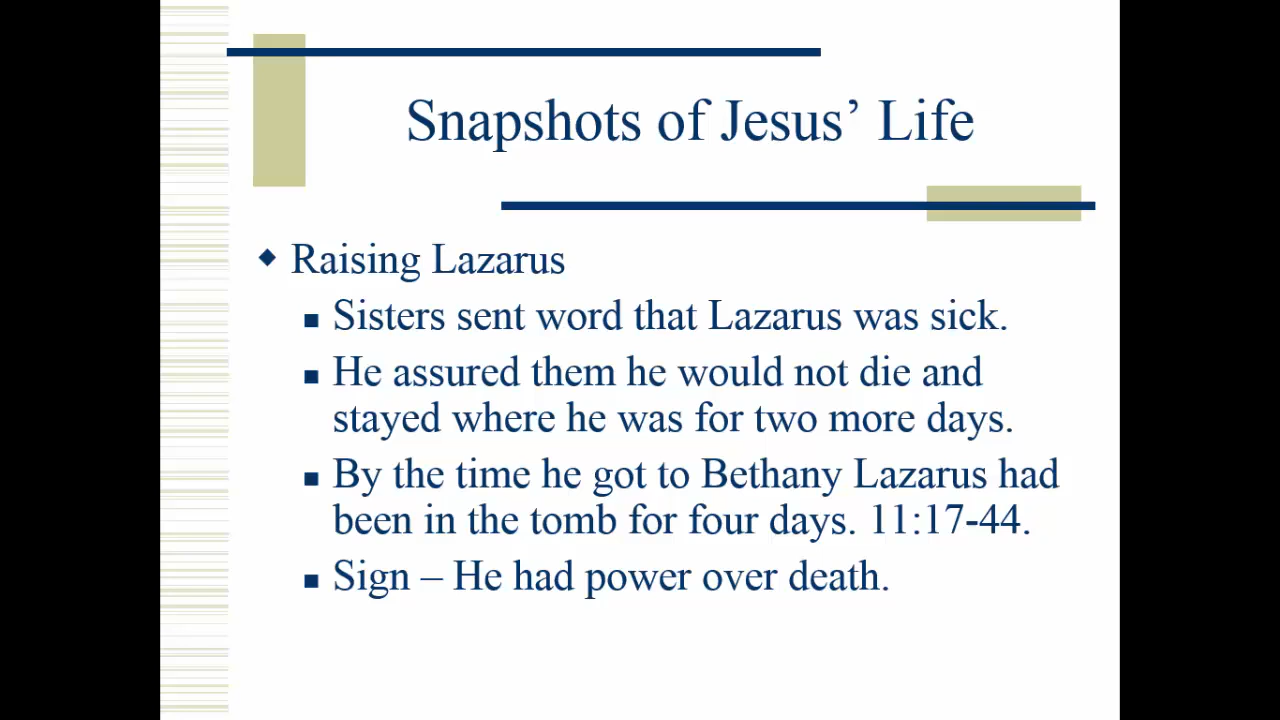 Snapshots of Jesus’ Life
Raising Lazarus
Sisters sent word that Lazarus was sick.
He assured them he would not die and
stayed where he was for two more days.
By the time he got to Bethany Lazarus had
been in the tomb for four days. 11:17-44.
Sign – He had power over death.